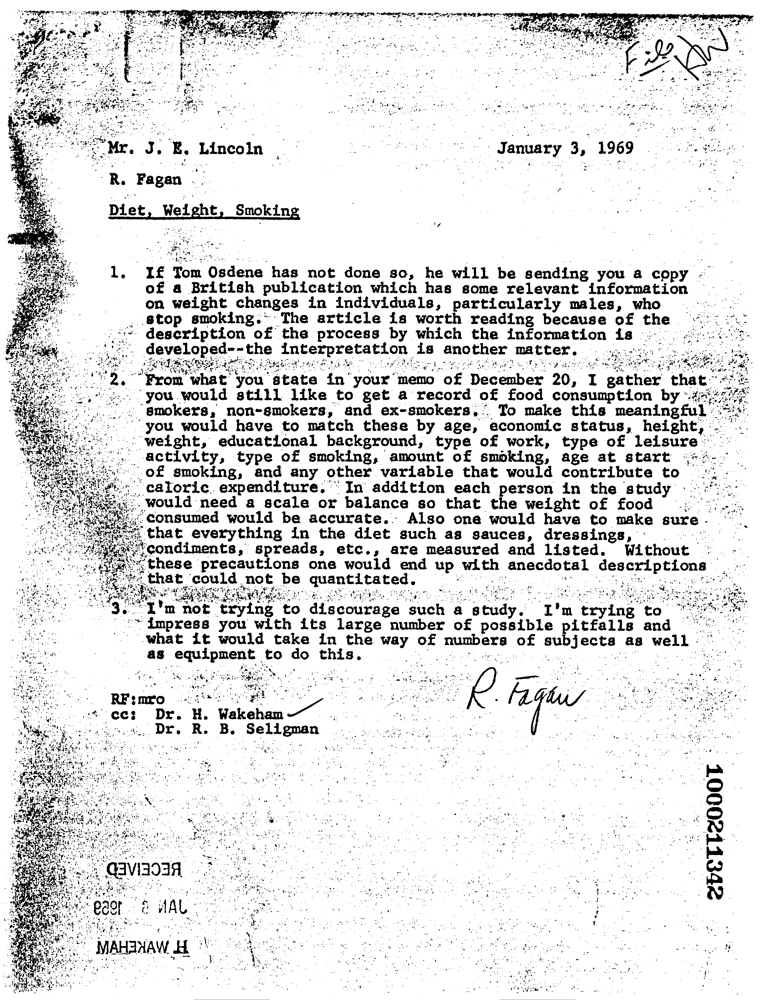 File
HW
Mr. J. E. Lincoln January 3, 1969
R. Fagan
Diet, Weight, Smoking
1. If Tom Osdene has not done so, he will be sending you a copy
of a British publication which has some relevant information
on weight changes in individuals, particularly males, who
stop smoking. The article is worth reading because of the
description of the process by which the information is
developed--the interpretation is another matter.
2. From what you state in your memo of December 20, I gather that
you would still like to get a record of food consumption by
smokers, non-smokers, and ex-smokers. To make this meaningful
you would have to match these by age, economic status, height,
weight, educational background, type of work, type of leisure
activity, type of smoking, amount of smoking, age at start
of smoking, and any other variable that would contribute to
caloric expenditure. In addition each person in the study
would need a scale or balance so that the weight of food
consumed would be accurate. Also one would have to make sure
that everything in the diet such as sauces, dressings,
condiments, spreads, etc., are measured and listed. Without
these precautions one would end up with anecdotal descriptions
that could not be quantitated.
3. I'm not trying to discourage such a study. I'm trying to
impress you with its large number of possible pitfalls and
what it would take in the way of numbers of subjects as well
as equipment to do this.
R. Fagan
RF:mro
cc: Dr. H. Wakeham
Dr. R. B. Seligman
1000211342
RECEIVED
JAN 1969
H. WAKEHAM